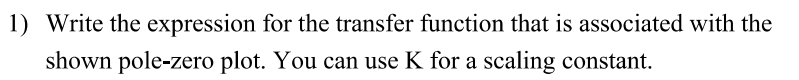 1) Write the expression for the transfer function that is associated with the
shown pole-zero plot. You can use K for a scaling constant.